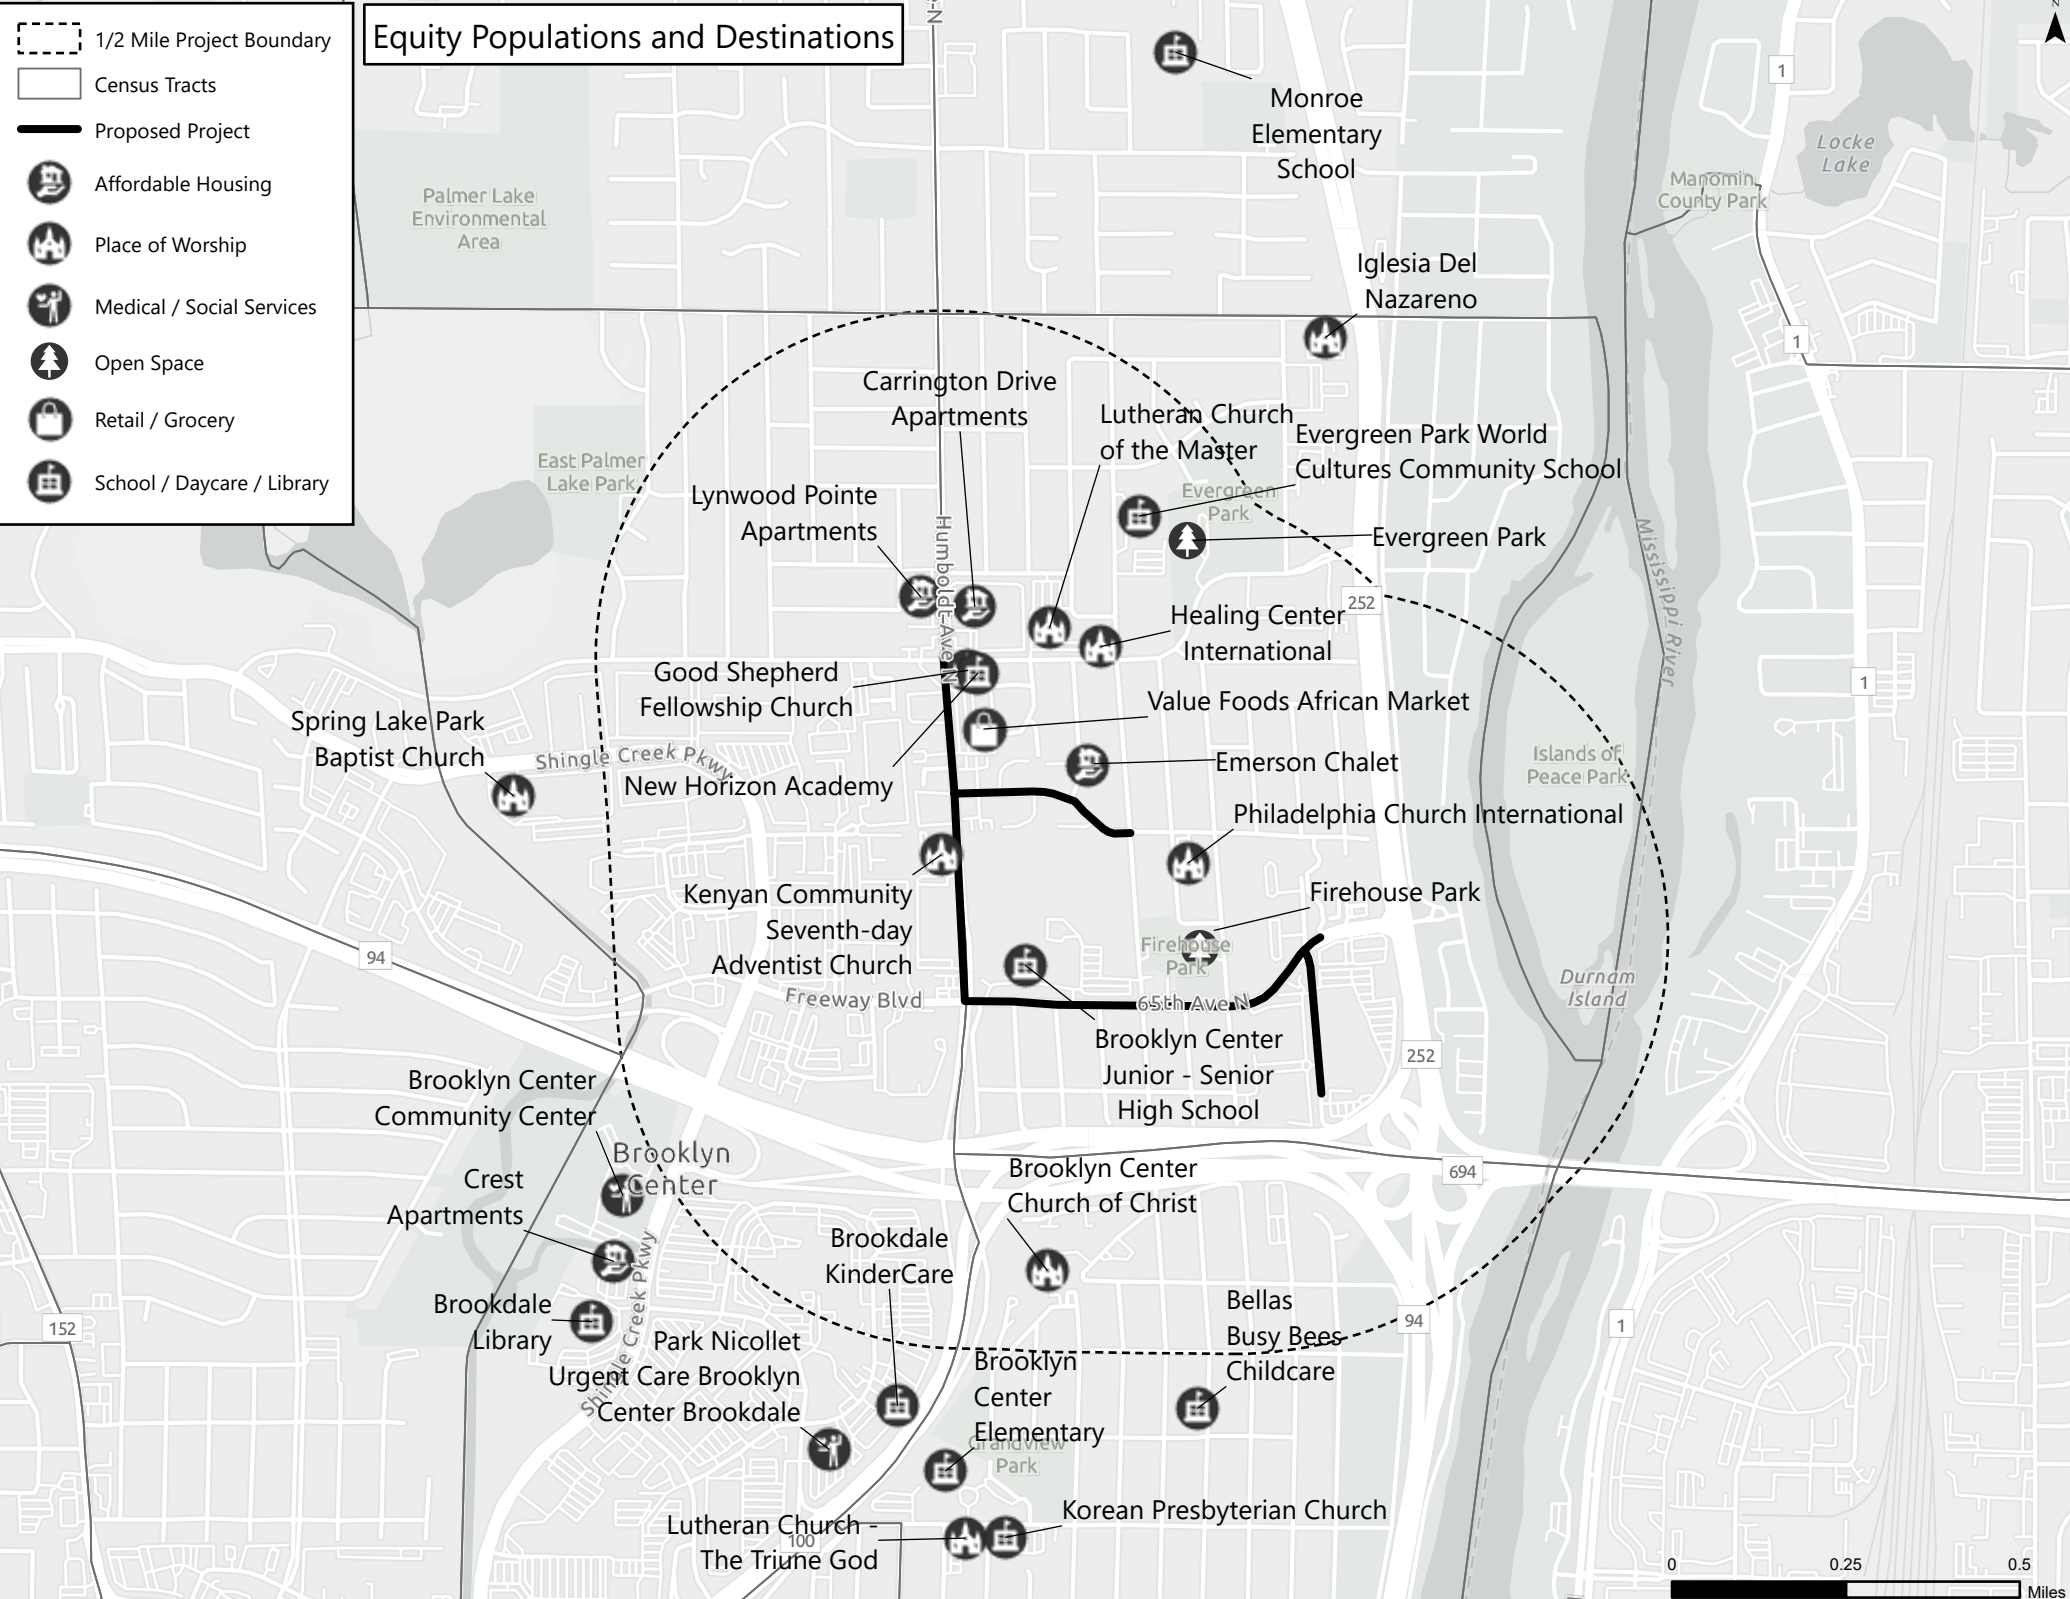 Equity Populations and Destinations
1/2 Mile Project Boundary
Census Tracts
Proposed Project
Affordable Housing
Place of Worship
Medical / Social Services
Open Space
Retail / Grocery
School / Daycare / Library
N
Monroe
Elementary
School
1
Locke
Lake
Manomin
County Park
Palmer Lake
Environmental
Area
Iglesia Del
Nazareno
1
Carrington Drive
Apartments
Lutheran Church
of the Master
Evergreen Park World
Cultures Community School
East Palmer
Lake Park
Lynwood Pointe
Apartments
Evergreen
Park
Evergreen Park
Humboldt Ave N
Mississippi River
252
Healing Center
International
Good Shepherd
Fellowship Church
1
Value Foods African Market
Spring Lake Park
Baptist Church
Shingle Creek Pkwy
New Horizon Academy
Emerson Chalet
Islands of
Peace Park
Philadelphia Church International
Kenyan Community
Seventh-day
Adventist Church
Firehouse Park
Firehouse
Park
94
Freeway Blvd
65th Ave N
Durnam
Island
Brooklyn Center
Junior - Senior
High School
252
Brooklyn Center
Community Center
Brooklyn
Center
694
Crest
Apartments
Brooklyn Center
Church of Christ
Brookdale
KinderCare
Shingle Creek Pkwy
Brookdale
Library
Bellas
Busy Bees
Childcare
94
1
152
Park Nicollet
Urgent Care Brooklyn
Center Brookdale
Brooklyn
Center
Elementary
Grandview
Park
Korean Presbyterian Church
Lutheran Church -
The Triune God
100
0 0.25 0.5
Miles